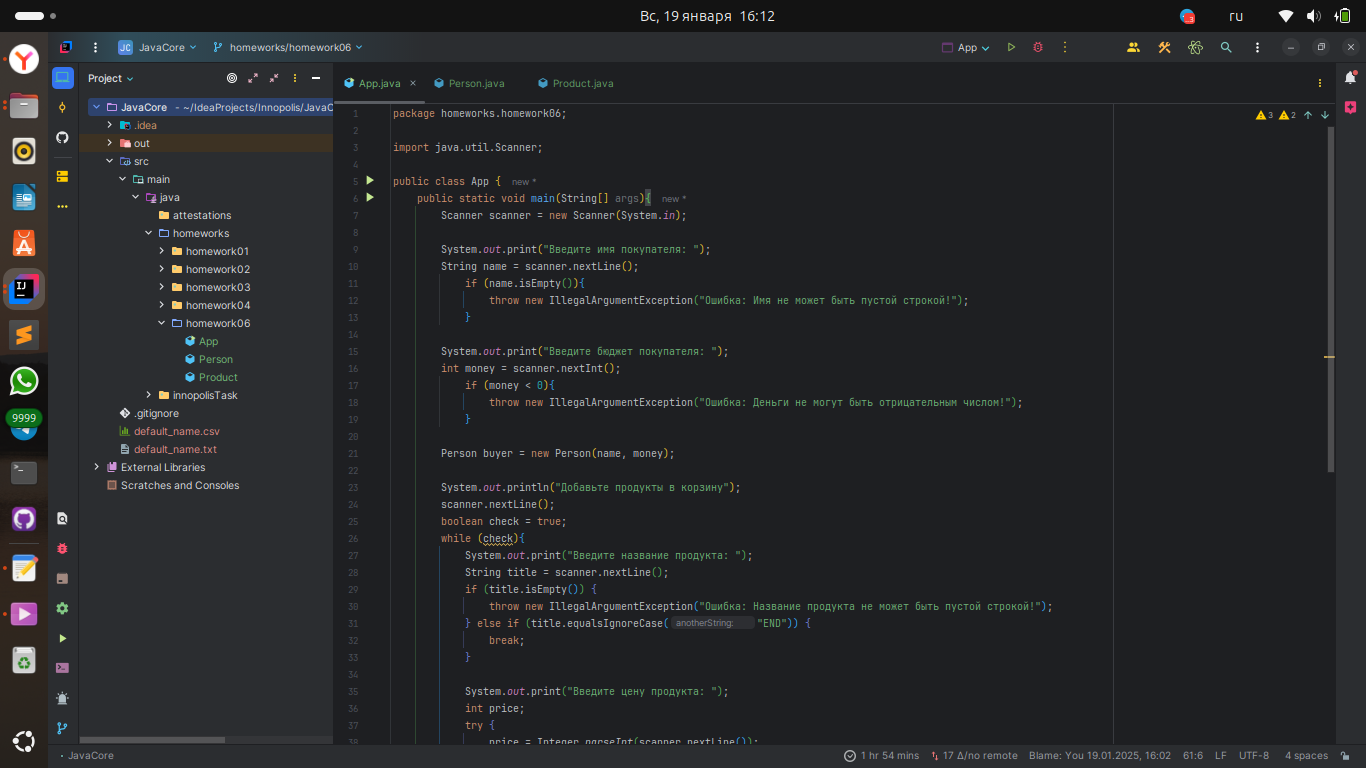 Вс, 19 января 16:12
ru
JC JavaCore
homeworks/homework06
App
Project
App.java
Person.java
Product.java
JavaCore - ~/IdeaProjects/Innopolis/JavaC
.idea
out
src
main
java
attestations
homeworks
homework01
homework02
homework03
homework04
homework06
App
Person
Product
innopolisTask
.gitignore
default_name.csv
default_name.txt
External Libraries
Scratches and Consoles
9999
3 2
1 package homeworks.homework06;
2
3 import java.util.Scanner;
4
5 public class App { new *
6 public static void main(String[] args){ new *
7 Scanner scanner = new Scanner(System.in);
8
9 System.out.print("Введите имя покупателя: ");
10 String name = scanner.nextLine();
11 if (name.isEmpty()){
12 throw new IllegalArgumentException("Ошибка: Имя не может быть пустой строкой!");
13 }
14
15 System.out.print("Введите бюджет покупателя: ");
16 int money = scanner.nextInt();
17 if (money < 0){
18 throw new IllegalArgumentException("Ошибка: Деньги не могут быть отрицательным числом!");
19 }
20
21 Person buyer = new Person(name, money);
22
23 System.out.println("Добавьте продукты в корзину");
24 scanner.nextLine();
25 boolean check = true;
26 while (check){
27 System.out.print("Введите название продукта: ");
28 String title = scanner.nextLine();
29 if (title.isEmpty()) {
30 throw new IllegalArgumentException("Ошибка: Название продукта не может быть пустой строкой!");
31 } else if (title.equalsIgnoreCase( anotherString: "END")) {
32 break;
33 }
34
35 System.out.print("Введите цену продукта: ");
36 int price;
37 try {
38 price = Integer.parseInt(scanner.nextLine());
JavaCore
1 hr 54 mins
17 Δ/no remote
Blame: You 19.01.2025, 16:02
61:6
LF
UTF-8
4 spaces